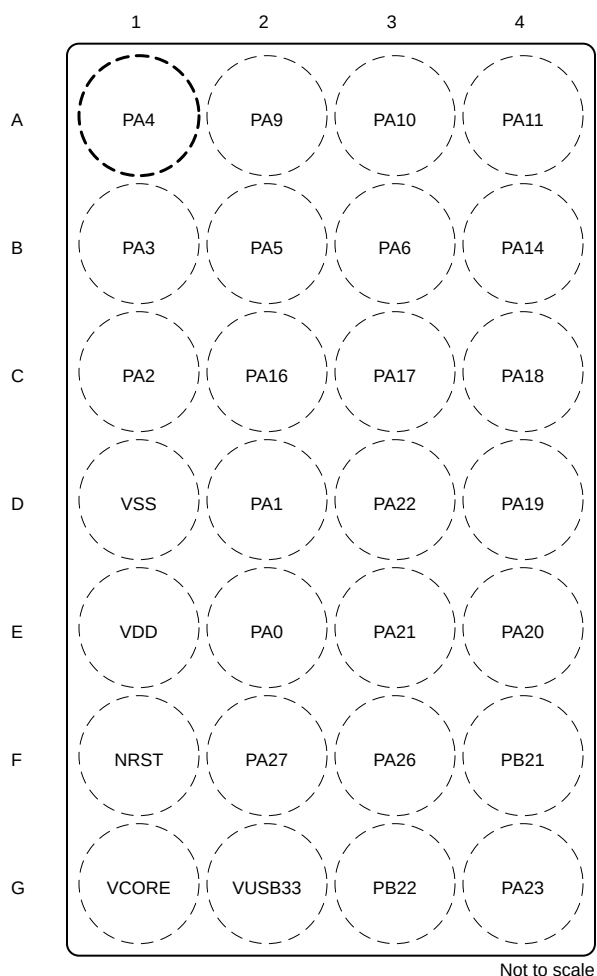 1 2 3 4
A PA4 PA9 PA10 PA11
B PA3 PA5 PA6 PA14
C PA2 PA16 PA17 PA18
D VSS PA1 PA22 PA19
E VDD PA0 PA21 PA20
F NRST PA27 PA26 PB21
G VCORE VUSB33 PB22 PA23
Not to scale